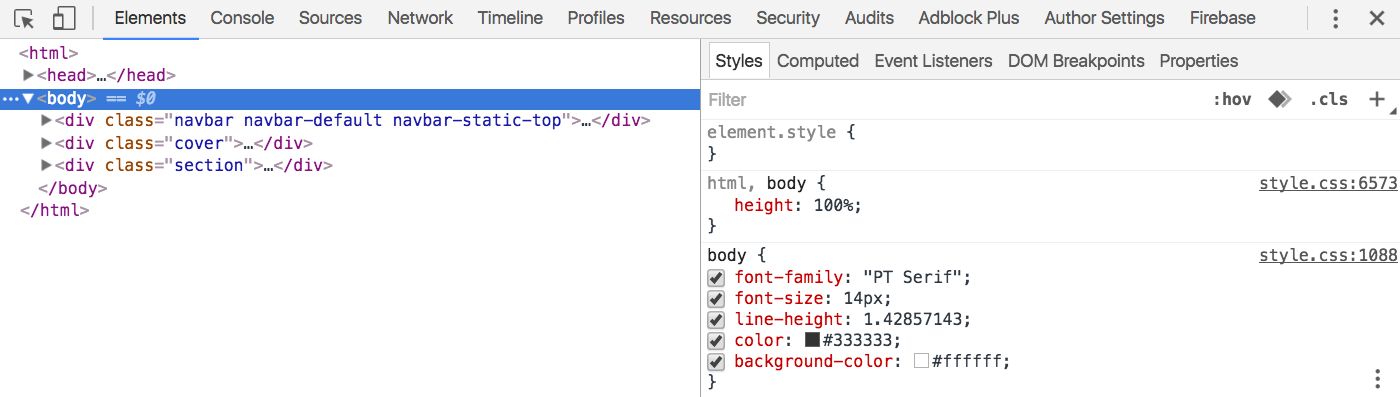 Elements Console Sources Network Timeline Profiles Resources Security Audits Adblock Plus Author Settings Firebase
<html>
<head>…</head>
<body> == $0
<div class="navbar navbar-default navbar-static-top">…</div>
<div class="cover">…</div>
<div class="section">…</div>
</body>
</html>
Styles Computed Event Listeners DOM Breakpoints Properties
Filter :hov .cls +
element.style {
}
html, body { style.css:6573
height: 100%;
}
body { style.css:1088
font-family: "PT Serif";
font-size: 14px;
line-height: 1.42857143;
color: #333333;
background-color: #ffffff;
}